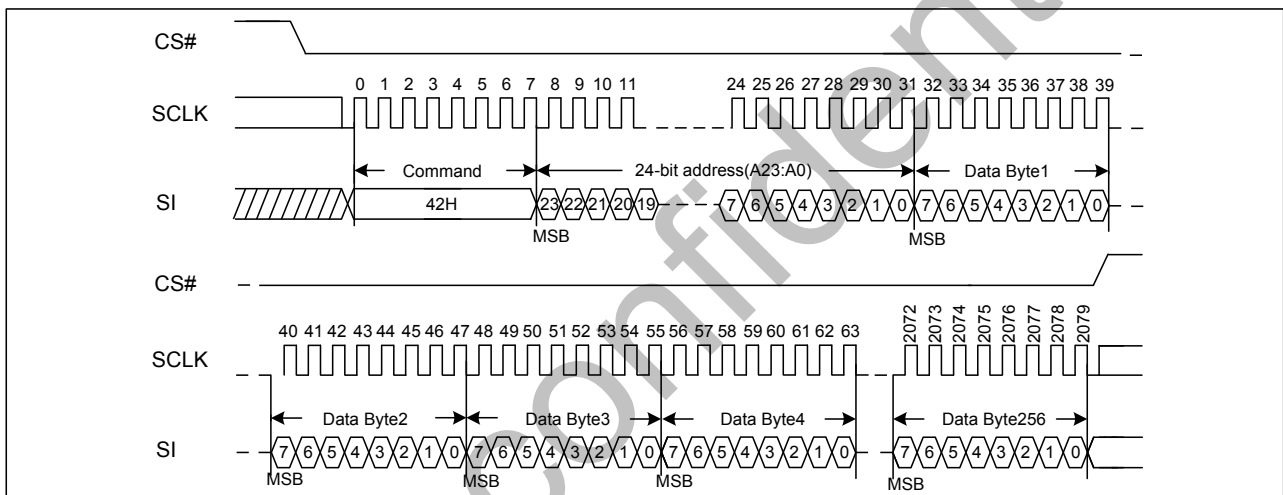 CS#
0 1 2 3 4 5 6 7 8 9 10 11 24 25 26 27 28 29 30 31 32 33 34 35 36 37 38 39
SCLK
Command 24-bit address(A23:A0) Data Byte1
SI 42H 23 22 21 20 19 7 6 5 4 3 2 1 0 7 6 5 4 3 2 1 0
MSB MSB
CS#
40 41 42 43 44 45 46 47 48 49 50 51 52 53 54 55 56 57 58 59 60 61 62 63 2072 2073 2074 2075 2076 2077 2078 2079
SCLK
Data Byte2 Data Byte3 Data Byte4 Data Byte256
SI 7 6 5 4 3 2 1 0 7 6 5 4 3 2 1 0 7 6 5 4 3 2 1 0 7 6 5 4 3 2 1 0
MSB MSB MSB MSB
confident